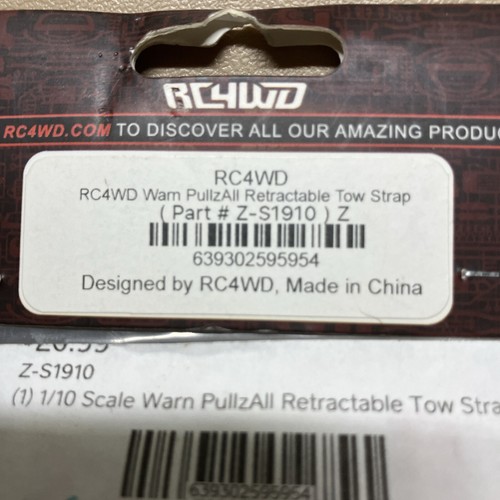 RC4WD
RC4WD.COM TO DISCOVER ALL OUR AMAZING PRODUC
RC4WD
RC4WD Warn PullzAll Retractable Tow Strap
( Part # Z-S1910 ) Z
639302595954
Designed by RC4WD, Made in China
Z-S1910
(1) 1/10 Scale Warn PullzAll Retractable Tow Stra
639302595954